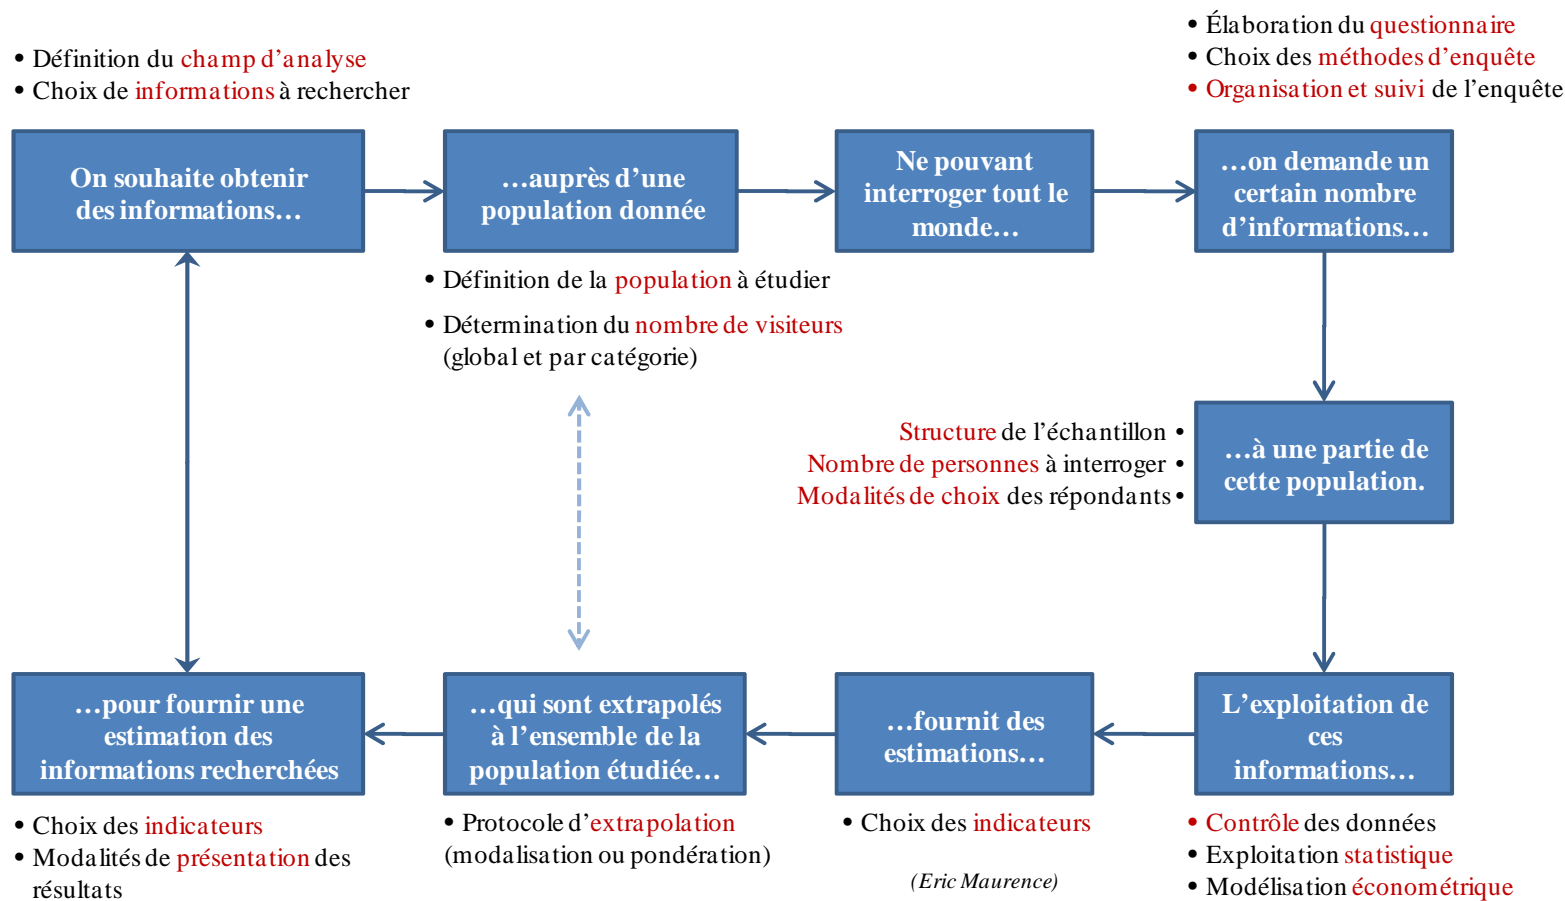 • Définition du champ d’analyse
• Choix de informations à rechercher
• Élaboration du questionnaire
• Choix des méthodes d’enquête
• Organisation et suivi de l’enquête
On souhaite obtenir
des informations…
…auprès d’une
population donnée
Ne pouvant
interroger tout le
monde…
…on demande un
certain nombre
d’informations…
• Définition de la population à étudier
• Détermination du nombre de visiteurs
(global et par catégorie)
Structure de l’échantillon •
Nombre de personnes à interroger •
Modalités de choix des répondants •
…à une partie de
cette population.
…pour fournir une
estimation des
informations recherchées
…qui sont extrapolés
à l’ensemble de la
population étudiée…
…fournit des
estimations…
L’exploitation de
ces
informations…
• Choix des indicateurs
• Modalités de présentation des
résultats
• Protocole d’extrapolation
(modalisation ou pondération)
• Choix des indicateurs
(Eric Maurence)
• Contrôle des données
• Exploitation statistique
• Modélisation économétrique